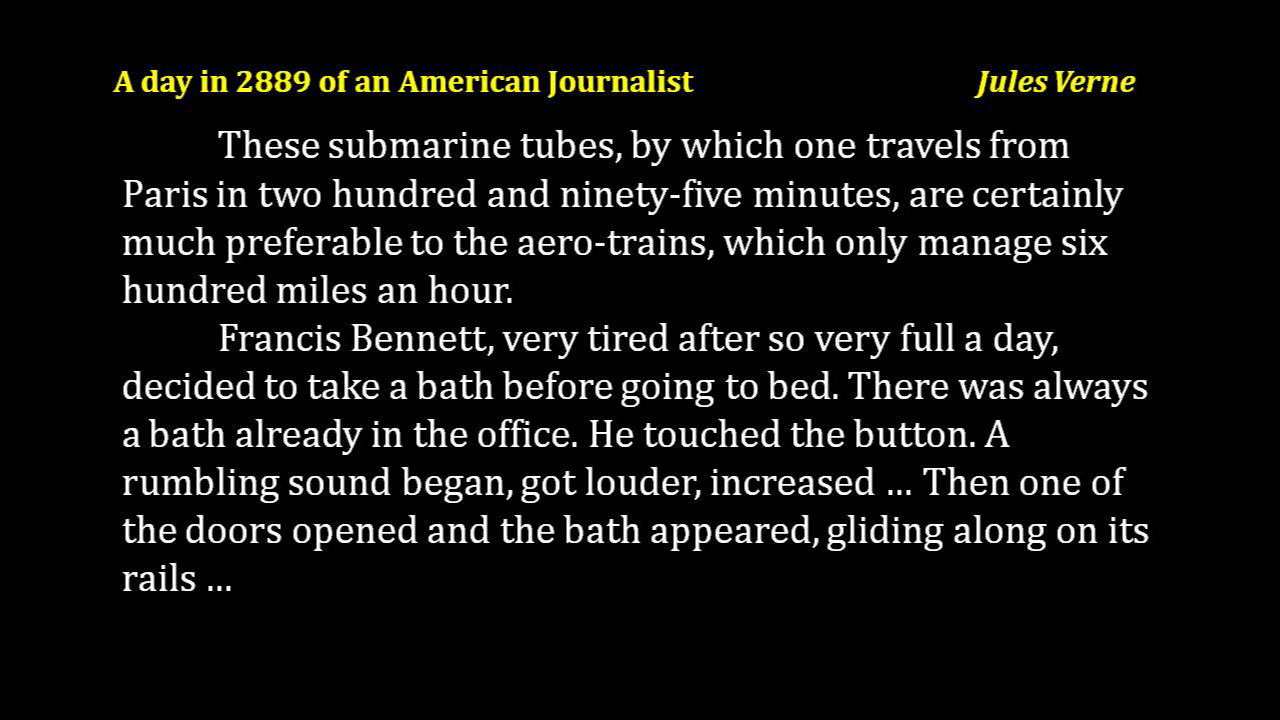 A day in 2889 of an American Journalist Jules Verne
These submarine tubes, by which one travels from
Paris in two hundred and ninety-five minutes, are certainly
much preferable to the aero-trains, which only manage six
hundred miles an hour.
Francis Bennett, very tired after so very full a day,
decided to take a bath before going to bed. There was always
a bath already in the office. He touched the button. A
rumbling sound began, got louder, increased ... Then one of
the doors opened and the bath appeared, gliding along on its
rails ...